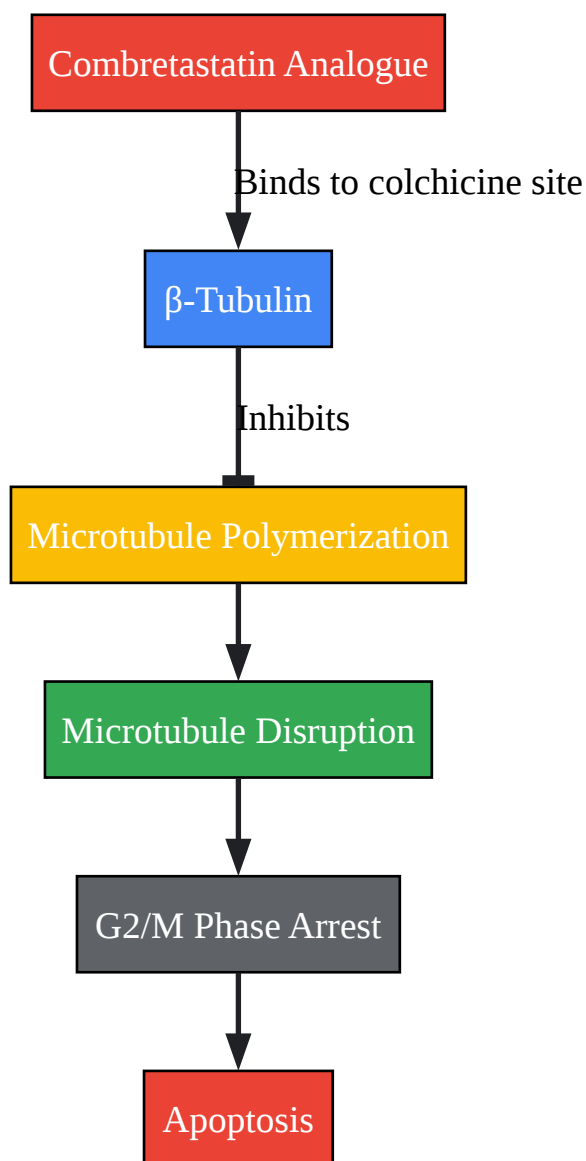 Combretastatin Analogue
Binds to colchicine site
β-Tubulin
Inhibits
Microtubule Polymerization
Microtubule Disruption
G2/M Phase Arrest
Apoptosis